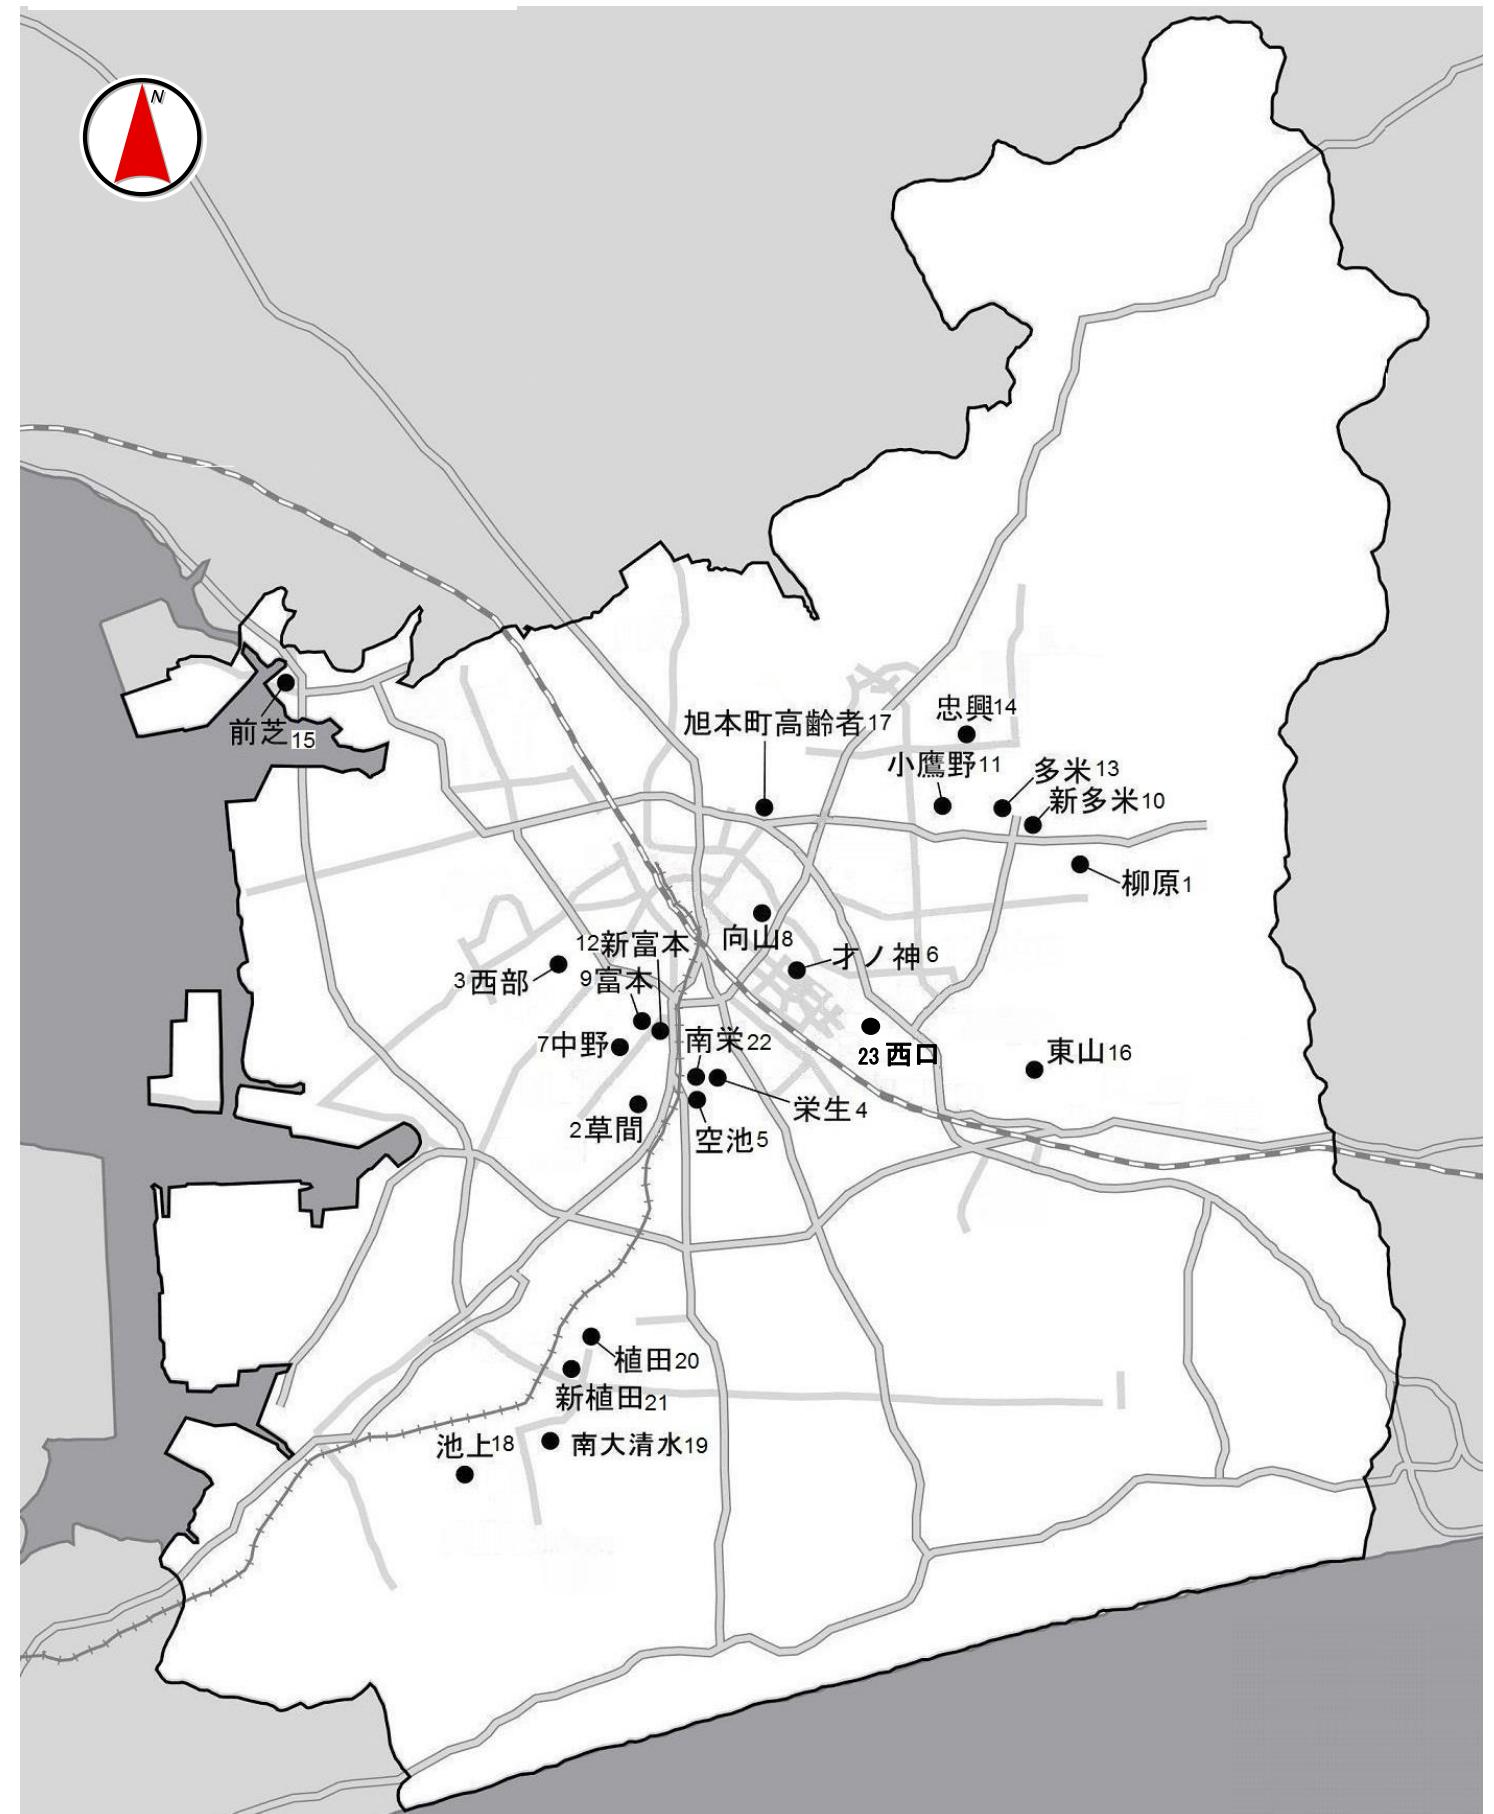 N
忠興14
旭本町高齢者17
前芝15
小鷹野11
多米13
新多米10
柳原1
向山8
12新富本
才ノ神6
3西部
9富本
南栄22
7中野
23西口
東山16
栄生4
2草間
空池5
植田20
新植田21
池上18
南大清水19